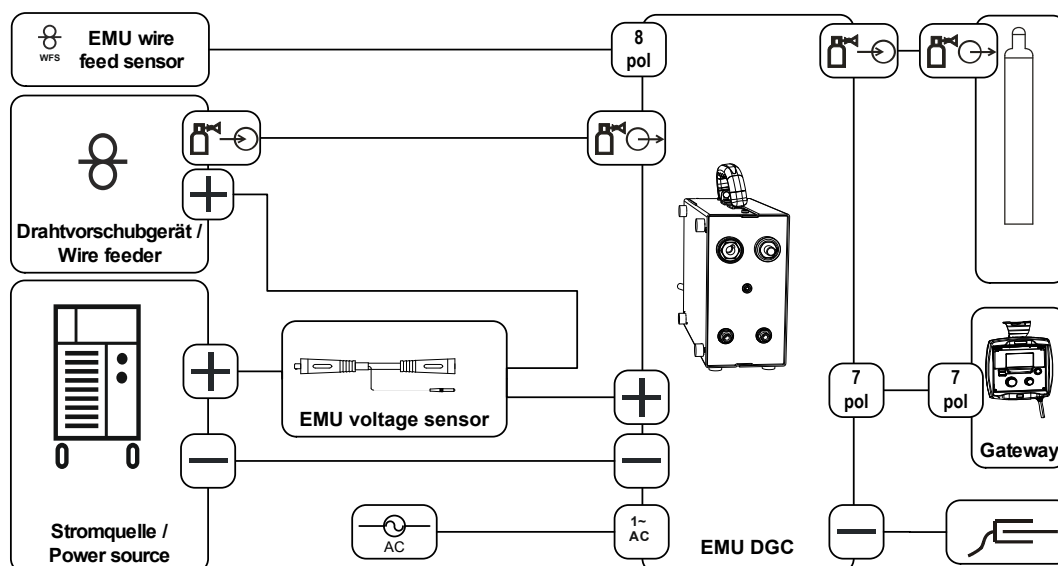 EMU wire
feed sensor
WFS
8
pol
Drahtvorschubgerät /
Wire feeder
EMU voltage sensor
7
pol
7
pol
Gateway
Stromquelle /
Power source
AC
1~
AC
EMU DGC